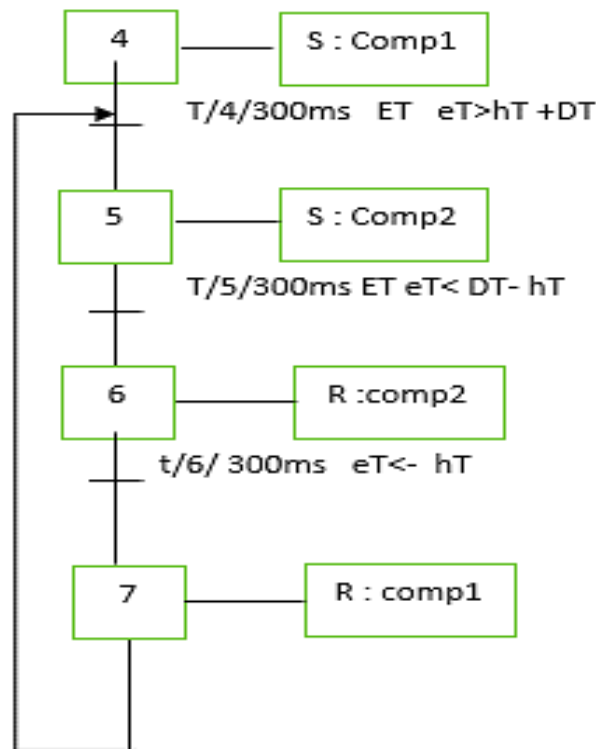 4
S : Comp1
T/4/300ms ET eT>hT +DT
5
S : Comp2
T/5/300ms ET eT< DT- hT
6
R :comp2
t/6/ 300ms eT<- hT
7
R : comp1